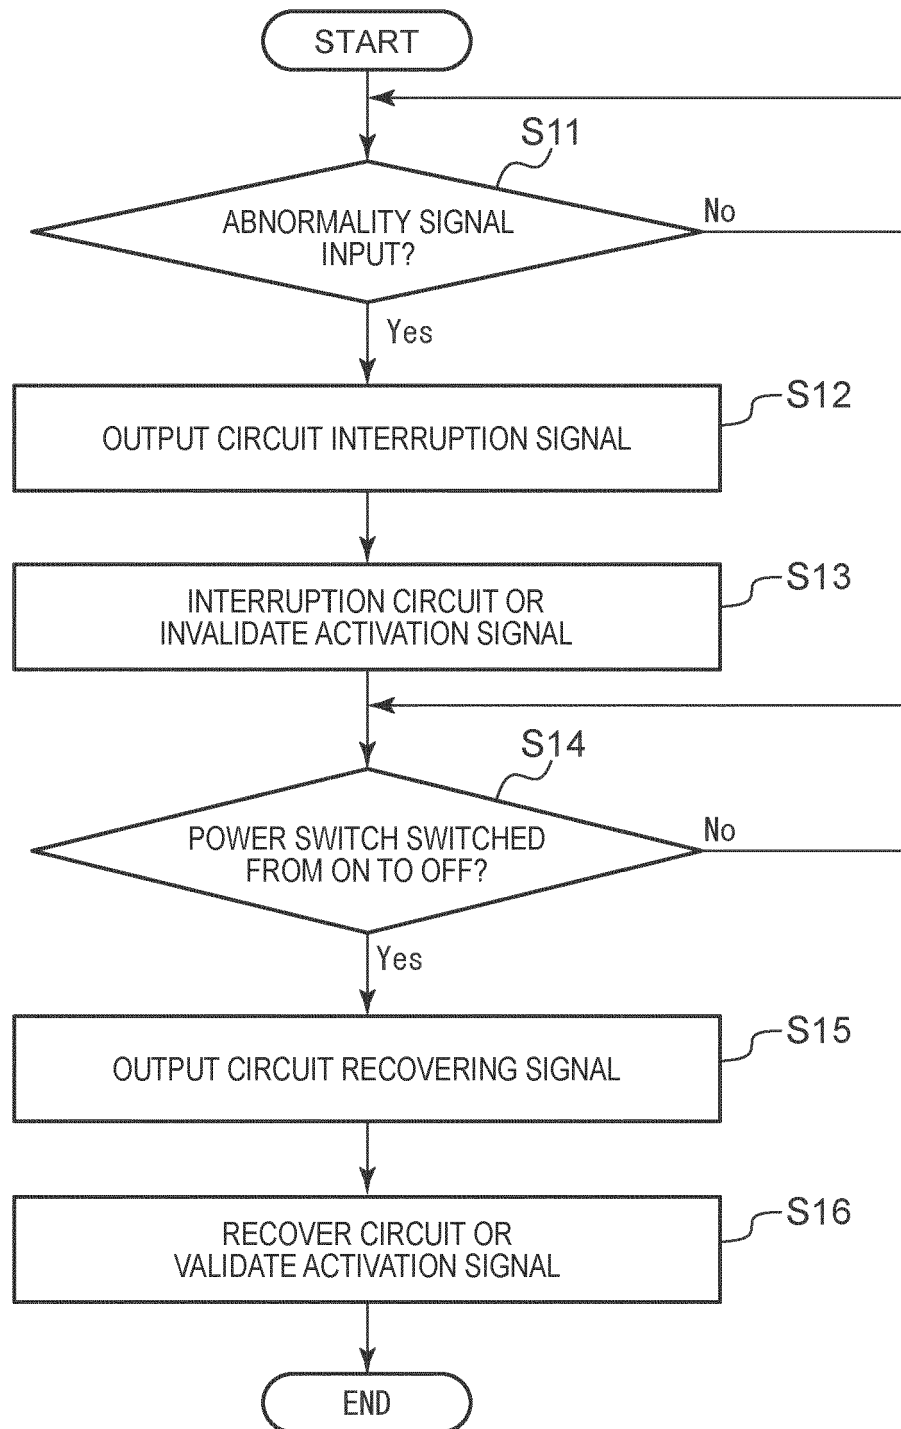 START
S11
ABNORMALITY SIGNAL
INPUT?
No
Yes
S12
OUTPUT CIRCUIT INTERRUPTION SIGNAL
S13
INTERRUPTION CIRCUIT OR
INVALIDATE ACTIVATION SIGNAL
S14
POWER SWITCH SWITCHED
FROM ON TO OFF?
No
Yes
S15
OUTPUT CIRCUIT RECOVERING SIGNAL
S16
RECOVER CIRCUIT OR
VALIDATE ACTIVATION SIGNAL
END